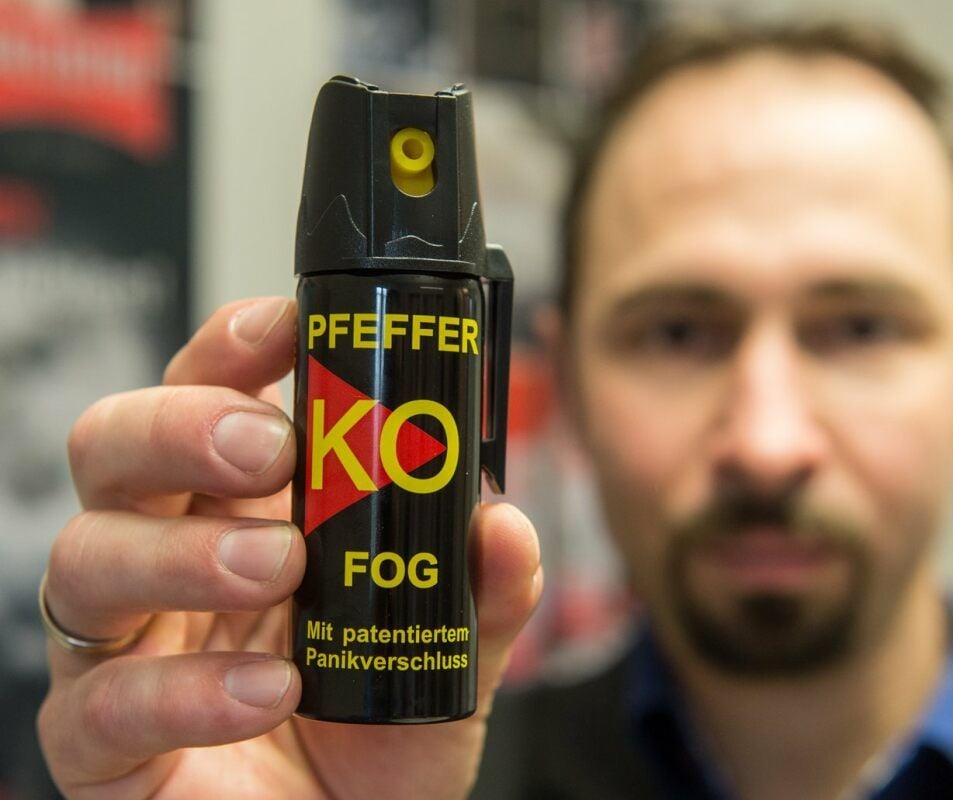 PFEFFER
KO
FOG
Mit patentiertem
Panikverschluss